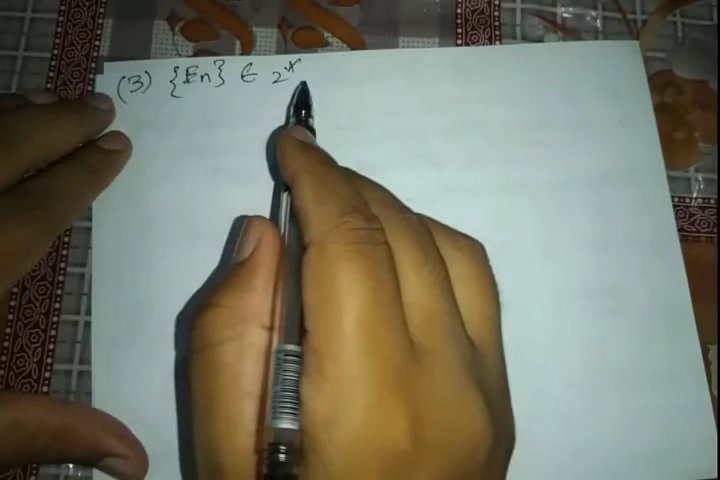 (3) {En} ∈ 2^X